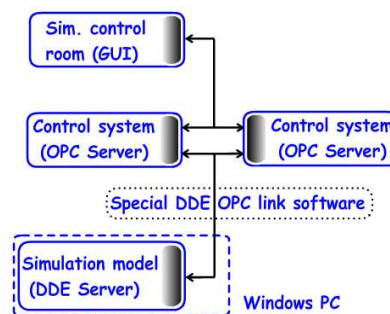 Sim. control
room (GUI)
Control system
(OPC Server)
Control system
(OPC Server)
Special DDE OPC link software
Simulation model
(DDE Server)
Windows PC